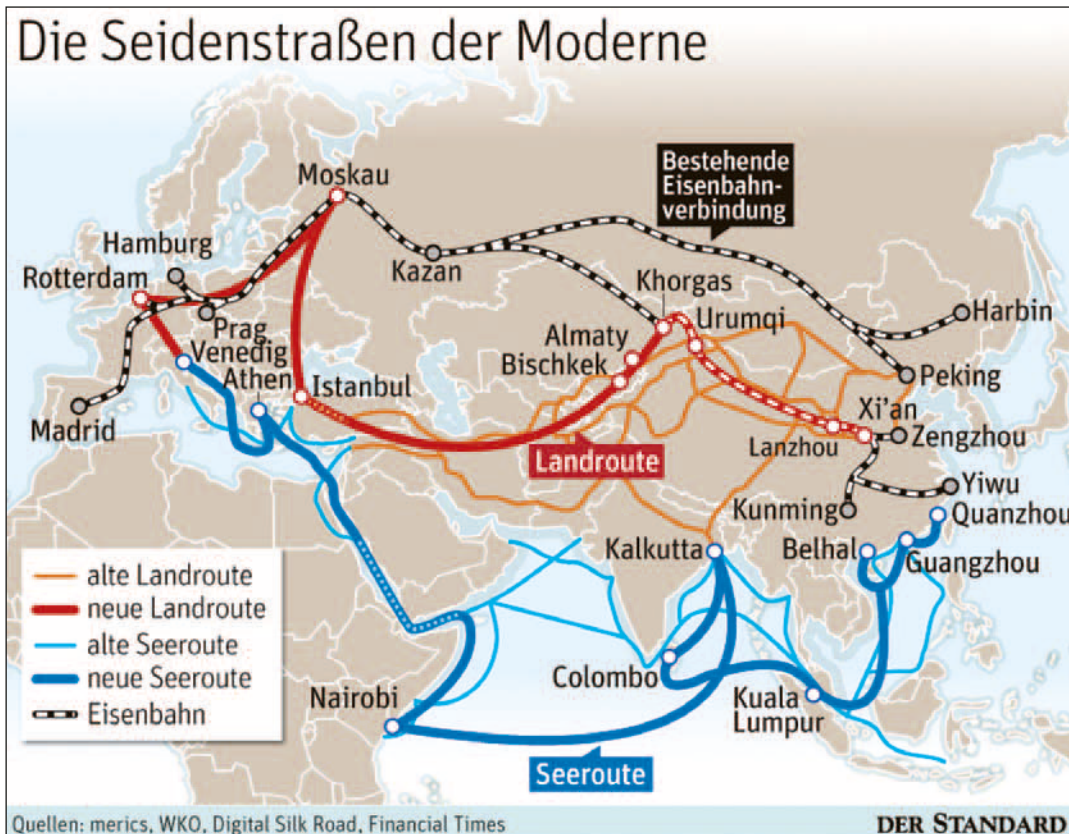 Die Seidenstraßen der Moderne
Moskau
Bestehende
Eisenbahn-
verbindung
Hamburg
Rotterdam
Kazan
Khorgas
Harbin
Prag
Almaty
Urumqi
Venedig
Bischkek
Athen
Istanbul
Peking
Madrid
Xi’an
Landroute
Lanzhou
Zengzhou
Yiwu
Kunming
Quanzhou
Kalkutta
Belhal
Guangzhou
alte Landroute
neue Landroute
alte Seeroute
neue Seeroute
Eisenbahn
Colombo
Nairobi
Kuala
Lumpur
Seeroute
Quellen: merics, WKO, Digital Silk Road, Financial Times
DER STANDARD